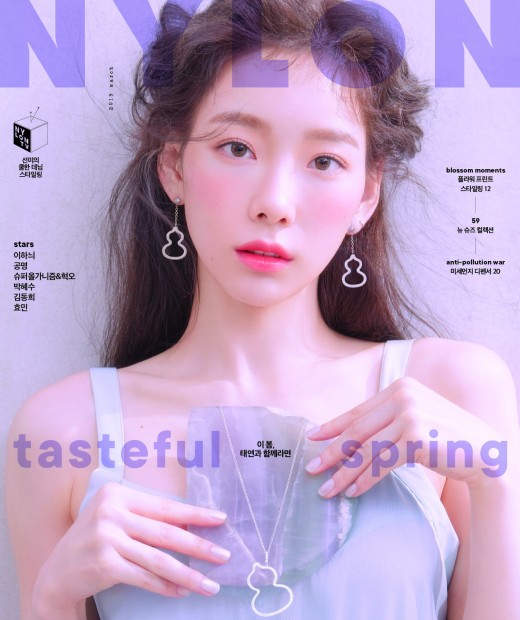 NYLON
2019 march
NY
LON
TV
선미의
쿨한 데님
스타일링
blossom moments
플라워 프린트
스타일링 12
59
뉴 슈즈 컬렉션
anti-pollution war
미세먼지 디펜서 20
stars
이하늬
공명
슈퍼올가니즘&혁오
박혜수
김동희
효민
tasteful spring
이 봄,
태연과 함께라면